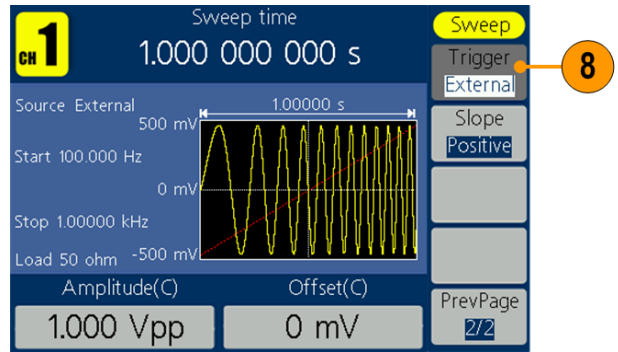 CH 1
Sweep time
1.000 000 000 s
Source External
1.00000 s
500 mV
Start 100.000 Hz
0 mV
Stop 1.00000 kHz
Load 50 ohm
-500 mV
Amplitude(C)
Offset(C)
1.000 Vpp
0 mV
Sweep
Trigger
External
Slope
Positive
PrevPage
2/2
8